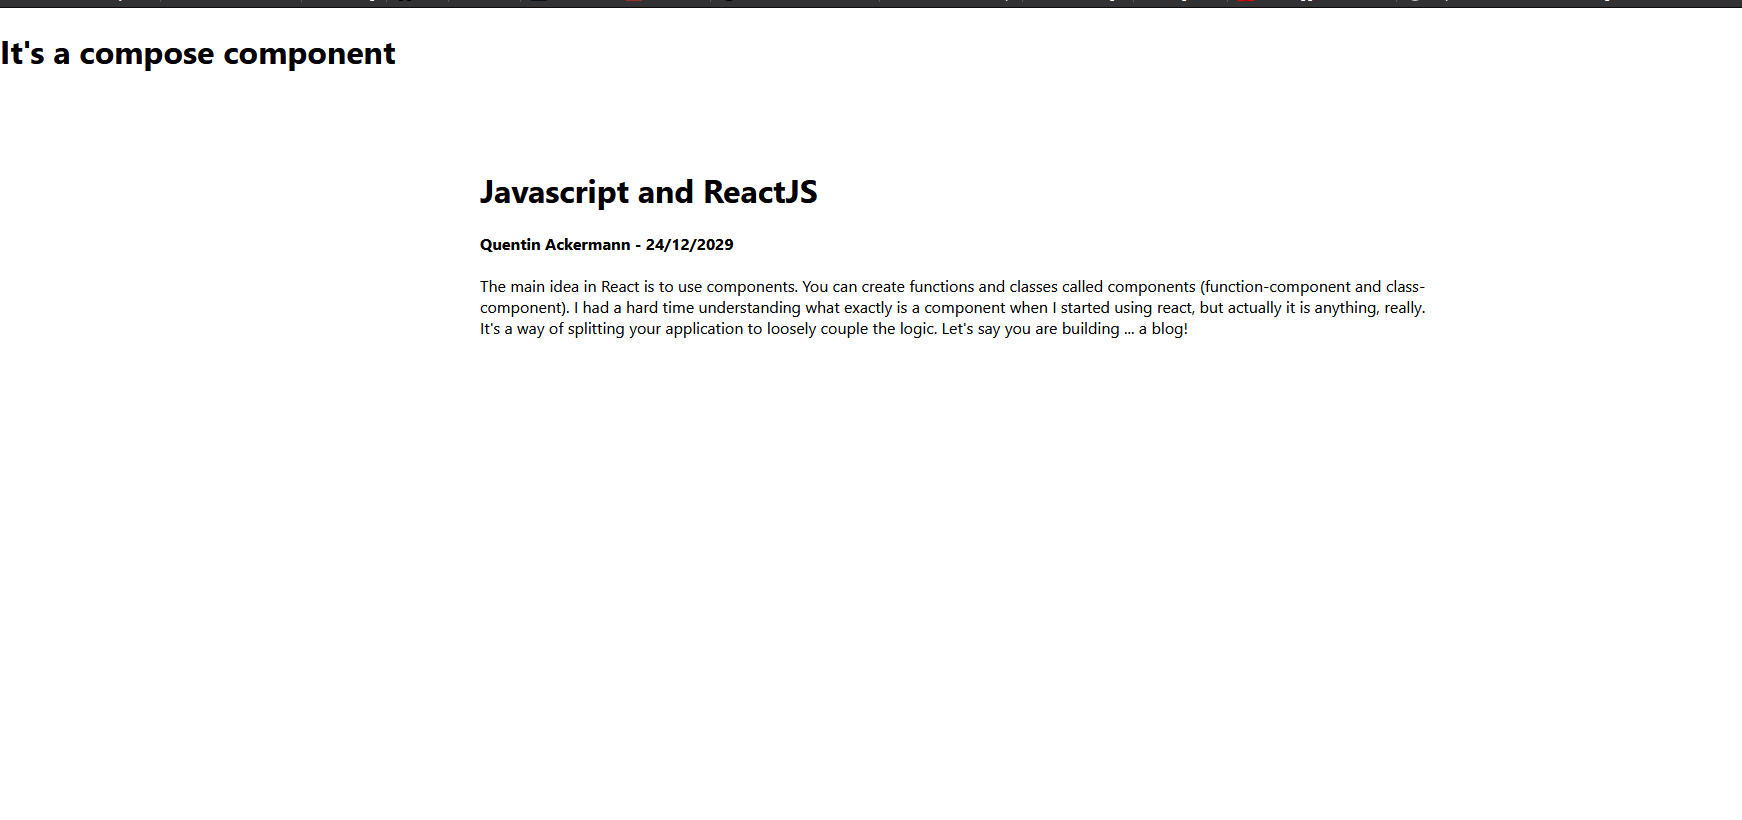 It's a compose component
Javascript and ReactJS
Quentin Ackermann - 24/12/2029
The main idea in React is to use components. You can create functions and classes called components (function-component and class-
component). I had a hard time understanding what exactly is a component when I started using react, but actually it is anything, really.
It's a way of splitting your application to loosely couple the logic. Let's say you are building ... a blog!